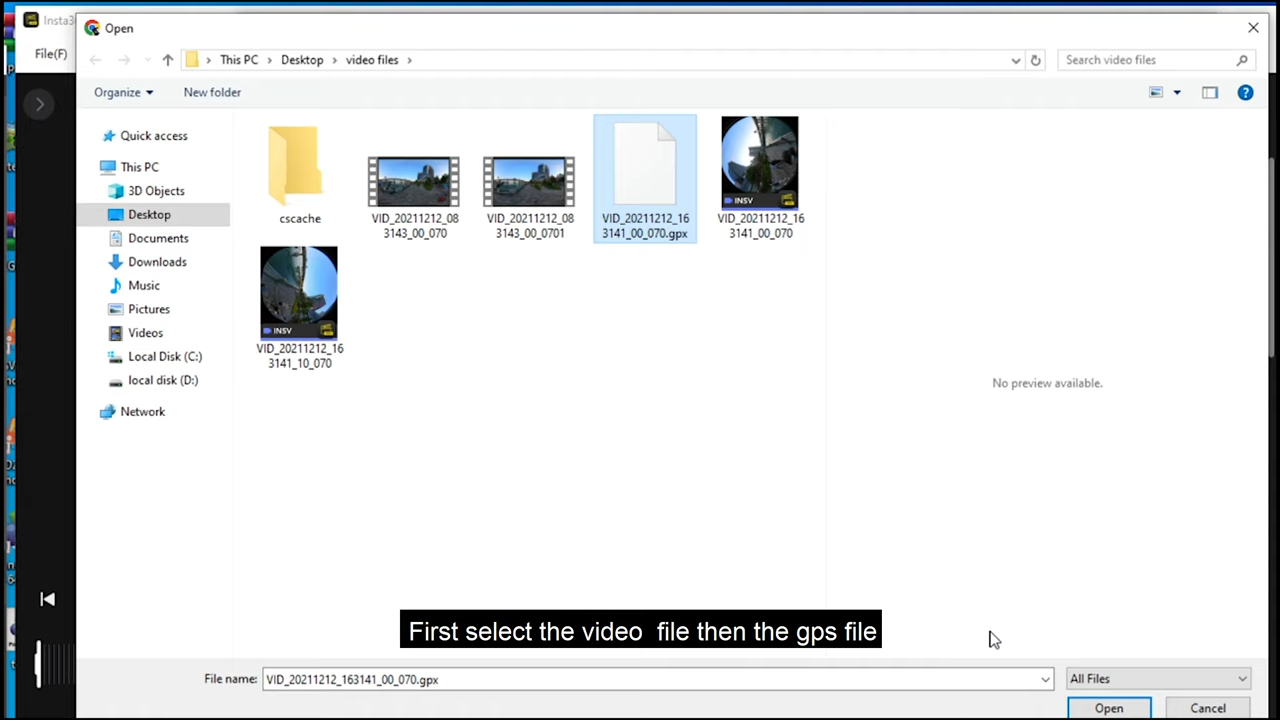 Insta3
Open
File(F)
This PC
Desktop
video files
Search video files
Organize
New folder
Quick access
This PC
3D Objects
Desktop
Documents
Downloads
Music
Pictures
Videos
Local Disk (C:)
local disk (D:)
Network
cscache
VID_20211212_08
3143_00_070
VID_20211212_08
3143_00_0701
VID_20211212_16
3141_00_070.gpx
INSV
VID_20211212_16
3141_00_070
INSV
VID_20211212_16
3141_10_070
No preview available.
First select the video  file then the gps file
File name:
VID_20211212_163141_00_070.gpx
All Files
Open
Cancel